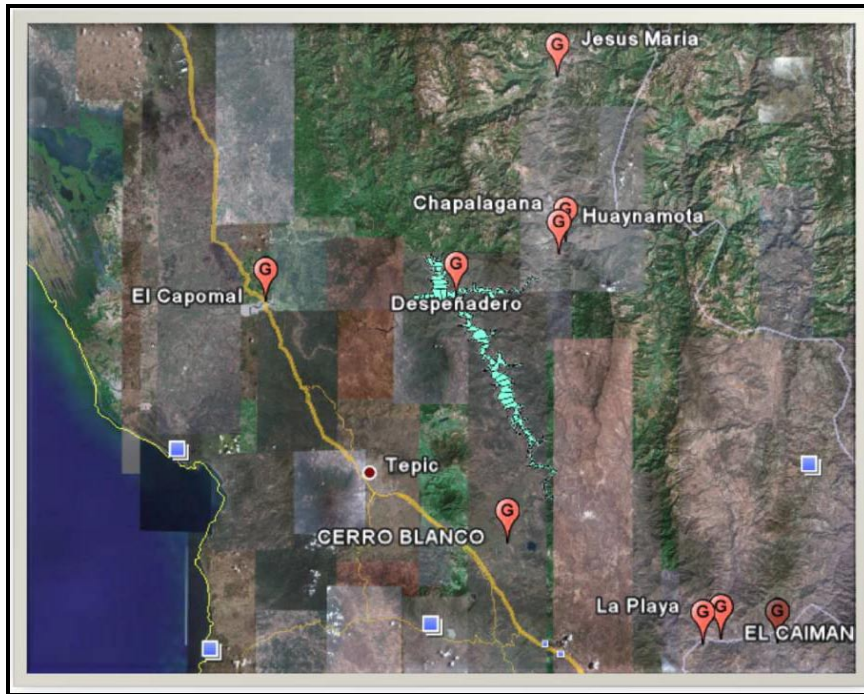 G Jesus Maria
Chapalagana G
G Huaynamota
El Capomal G
Despeñadero G
Tepic
CERRO BLANCO G
La Playa G G
G EL CAIMAN